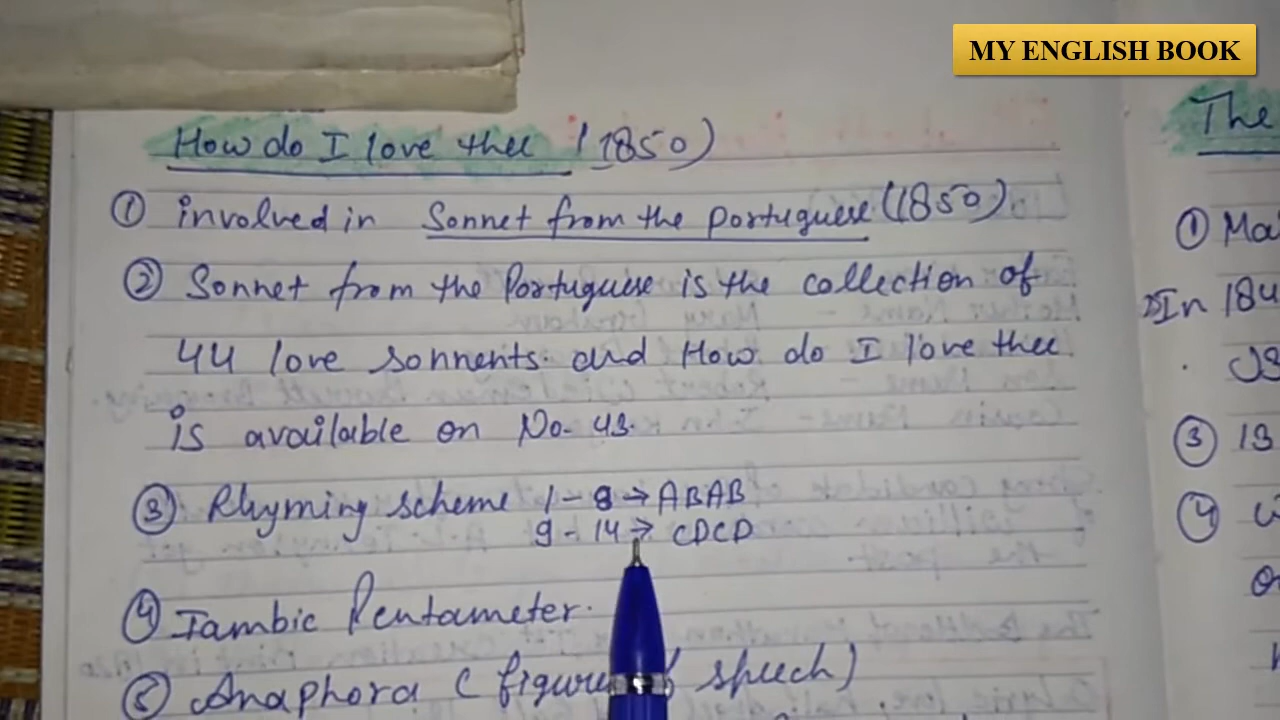 MY ENGLISH BOOK
How do I love thee (1850)
① involved in Sonnet from the Portuguese (1850)
② Sonnet from the Portuguese is the collection of
44 love sonnents. and How do I love thee
is available on No. 43.
③ Rhyming scheme 1 - 8 → ABAB
9 - 14 → CDCD
④ Iambic Pentameter.
⑤ Anaphora ( figure of speech)
The
①
In 184
③ 13
④